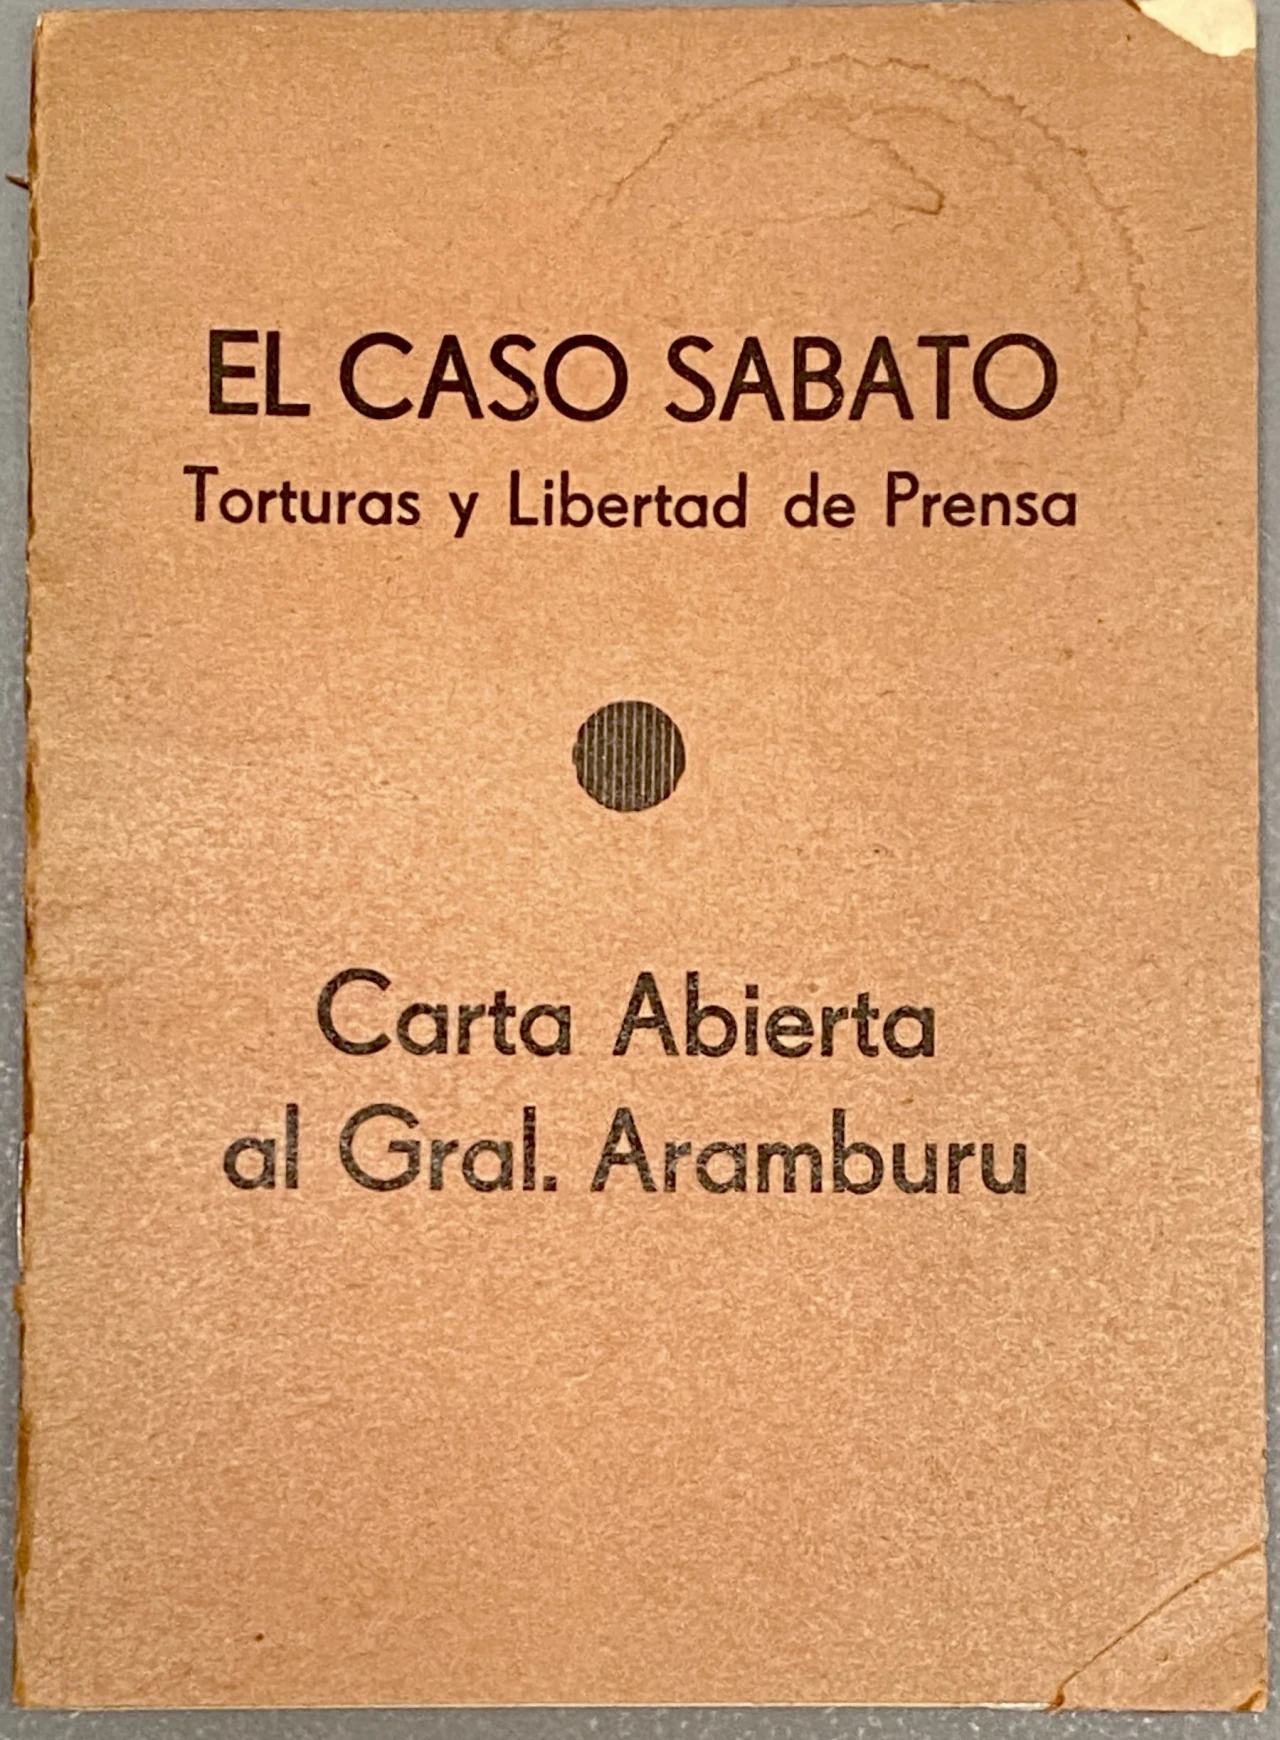 EL CASO SABATO
Torturas y Libertad de Prensa
Carta Abierta
al Gral. Aramburu